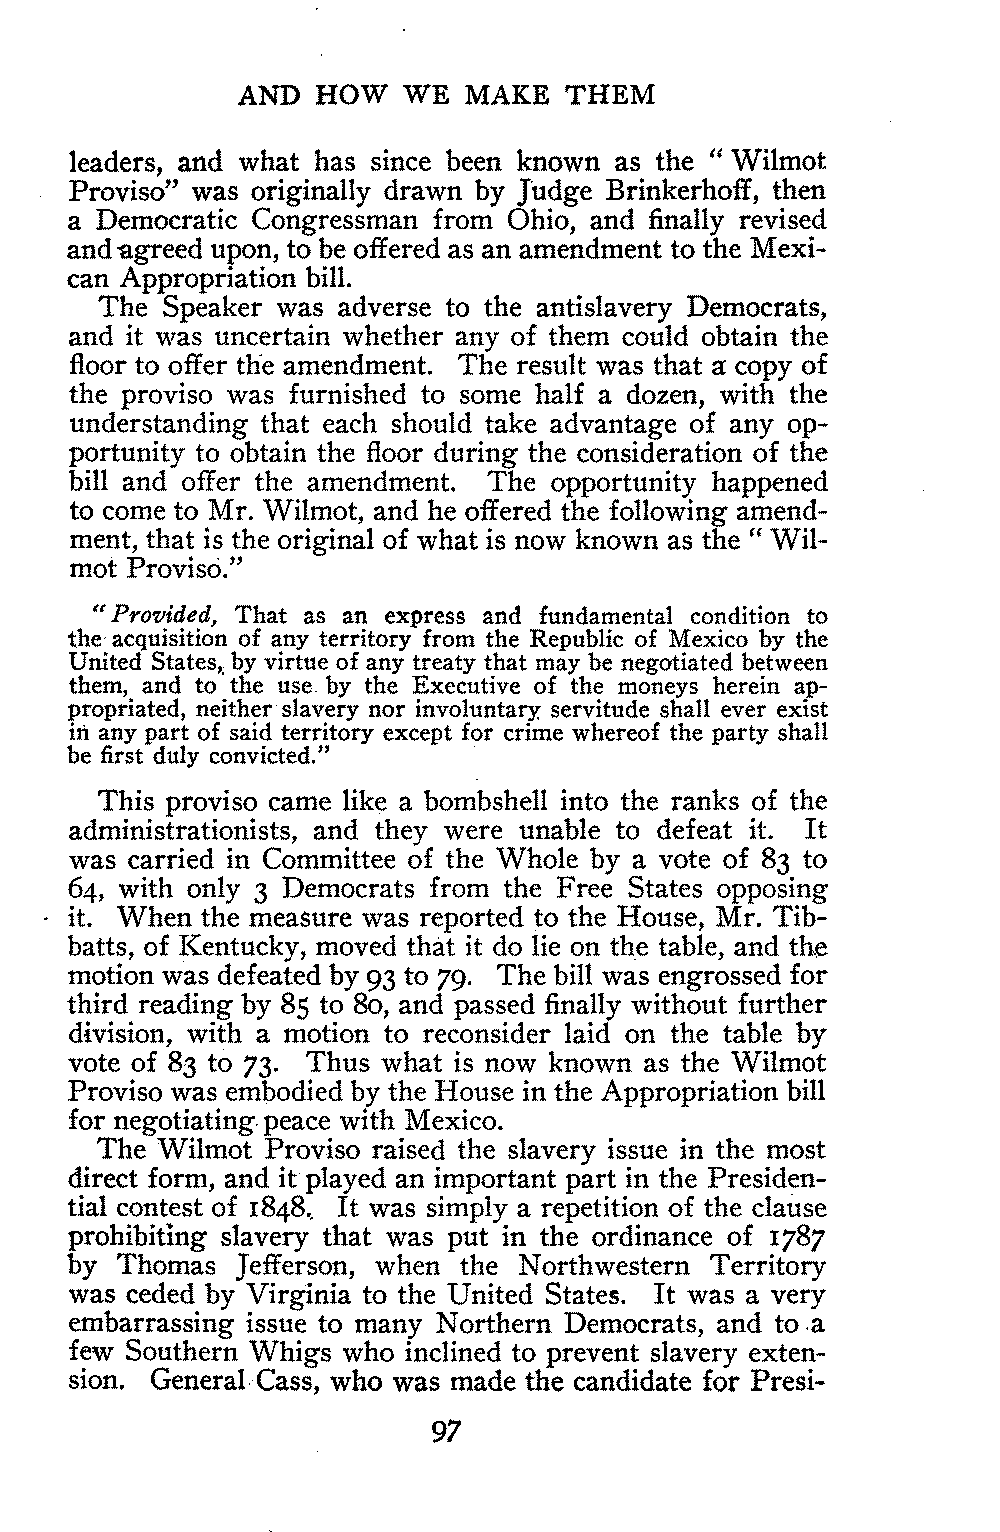 AND HOW WE MAKE THEM
leaders, and what has since been known as the “ Wilmot
Proviso” was originally drawn by Judge Brinkerhoff, then
a Democratic Congressman from Ohio, and finally revised
and agreed upon, to be offered as an amendment to the Mexi-
can Appropriation bill.
The Speaker was adverse to the antislavery Democrats,
and it was uncertain whether any of them could obtain the
floor to offer the amendment. The result was that a copy of
the proviso was furnished to some half a dozen, with the
understanding that each should take advantage of any op-
portunity to obtain the floor during the consideration of the
bill and offer the amendment. The opportunity happened
to come to Mr. Wilmot, and he offered the following amend-
ment, that is the original of what is now known as the “ Wil-
mot Proviso.”
“ Provided, That as an express and fundamental condition to
the acquisition of any territory from the Republic of Mexico by the
United States, by virtue of any treaty that may be negotiated between
them, and to the use by the Executive of the moneys herein ap-
propriated, neither slavery nor involuntary servitude shall ever exist
in any part of said territory except for crime whereof the party shall
be first duly convicted.”
This proviso came like a bombshell into the ranks of the
administrationists, and they were unable to defeat it. It
was carried in Committee of the Whole by a vote of 83 to
64, with only 3 Democrats from the Free States opposing
it. When the measure was reported to the House, Mr. Tib-
batts, of Kentucky, moved that it do lie on the table, and the
motion was defeated by 93 to 79. The bill was engrossed for
third reading by 85 to 80, and passed finally without further
division, with a motion to reconsider laid on the table by
vote of 83 to 73. Thus what is now known as the Wilmot
Proviso was embodied by the House in the Appropriation bill
for negotiating peace with Mexico.
The Wilmot Proviso raised the slavery issue in the most
direct form, and it played an important part in the Presiden-
tial contest of 1848. It was simply a repetition of the clause
prohibiting slavery that was put in the ordinance of 1787
by Thomas Jefferson, when the Northwestern Territory
was ceded by Virginia to the United States. It was a very
embarrassing issue to many Northern Democrats, and to a
few Southern Whigs who inclined to prevent slavery exten-
sion. General Cass, who was made the candidate for Presi-
97